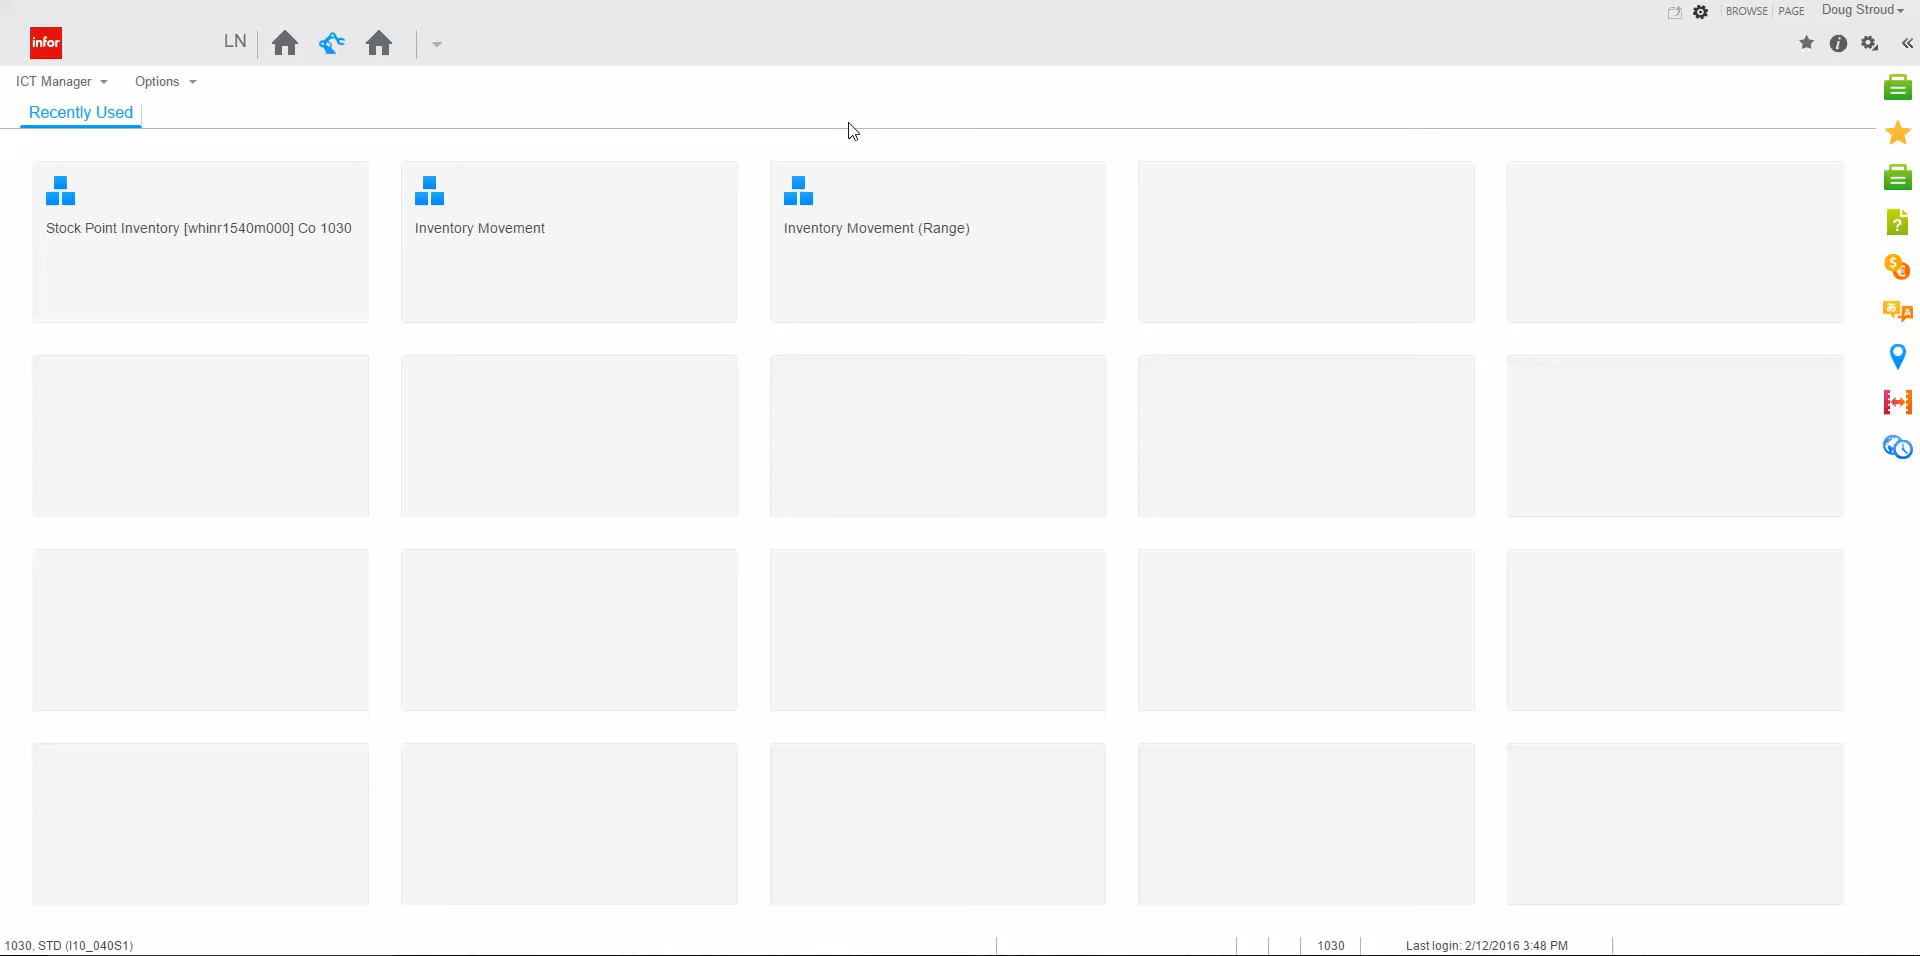 BROWSE PAGE Doug Stroud
infor LN
ICT Manager Options
Recently Used
Stock Point Inventory [whinr1540m000] Co 1030
Inventory Movement
Inventory Movement (Range)
1030, STD (I10_040S1) 1030 Last login: 2/12/2016 3:48 PM